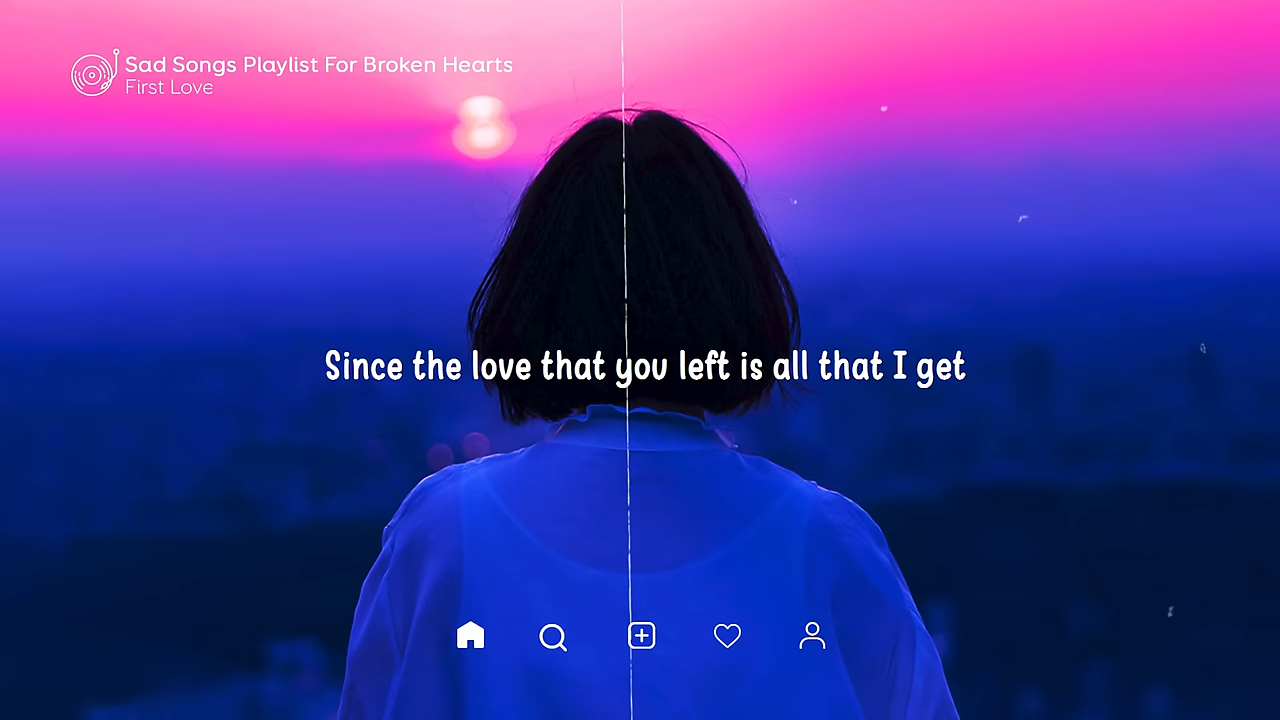 Sad Songs Playlist For Broken Hearts
First Love
Since the love that you left is all that I get